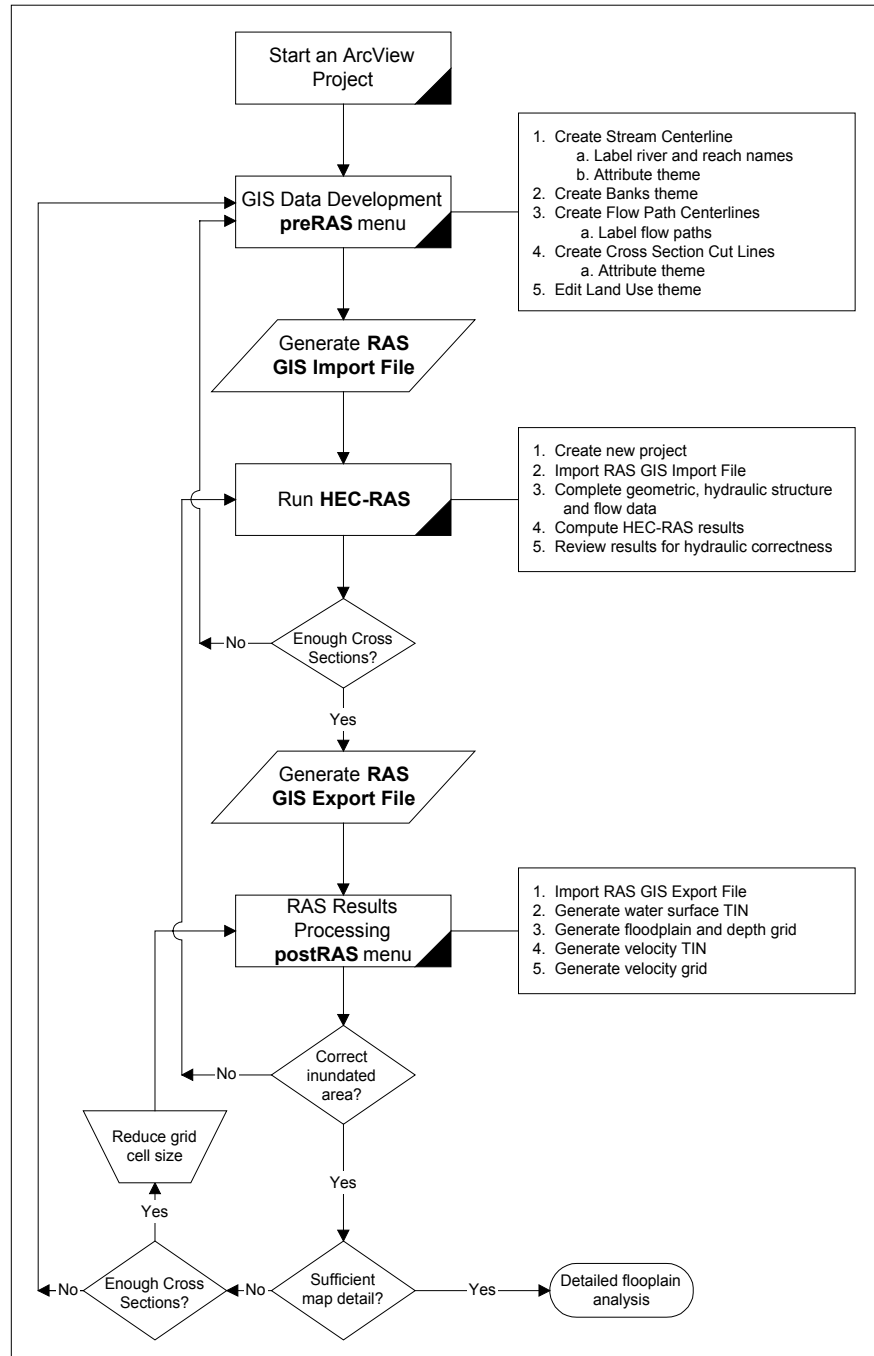 Start an ArcView
Project
GIS Data Development
preRAS menu
1. Create Stream Centerline
a. Label river and reach names
b. Attribute theme
2. Create Banks theme
3. Create Flow Path Centerlines
a. Label flow paths
4. Create Cross Section Cut Lines
a. Attribute theme
5. Edit Land Use theme
Generate RAS
GIS Import File
Run HEC-RAS
1. Create new project
2. Import RAS GIS Import File
3. Complete geometric, hydraulic structure
and flow data
4. Compute HEC-RAS results
5. Review results for hydraulic correctness
Enough Cross
Sections?
No
Yes
Generate RAS
GIS Export File
RAS Results
Processing
postRAS menu
1. Import RAS GIS Export File
2. Generate water surface TIN
3. Generate floodplain and depth grid
4. Generate velocity TIN
5. Generate velocity grid
Correct
inundated
area?
No
Reduce grid
cell size
Yes
Yes
No
Enough Cross
Sections?
No
Sufficient
map detail?
Yes
Detailed flooplain
analysis